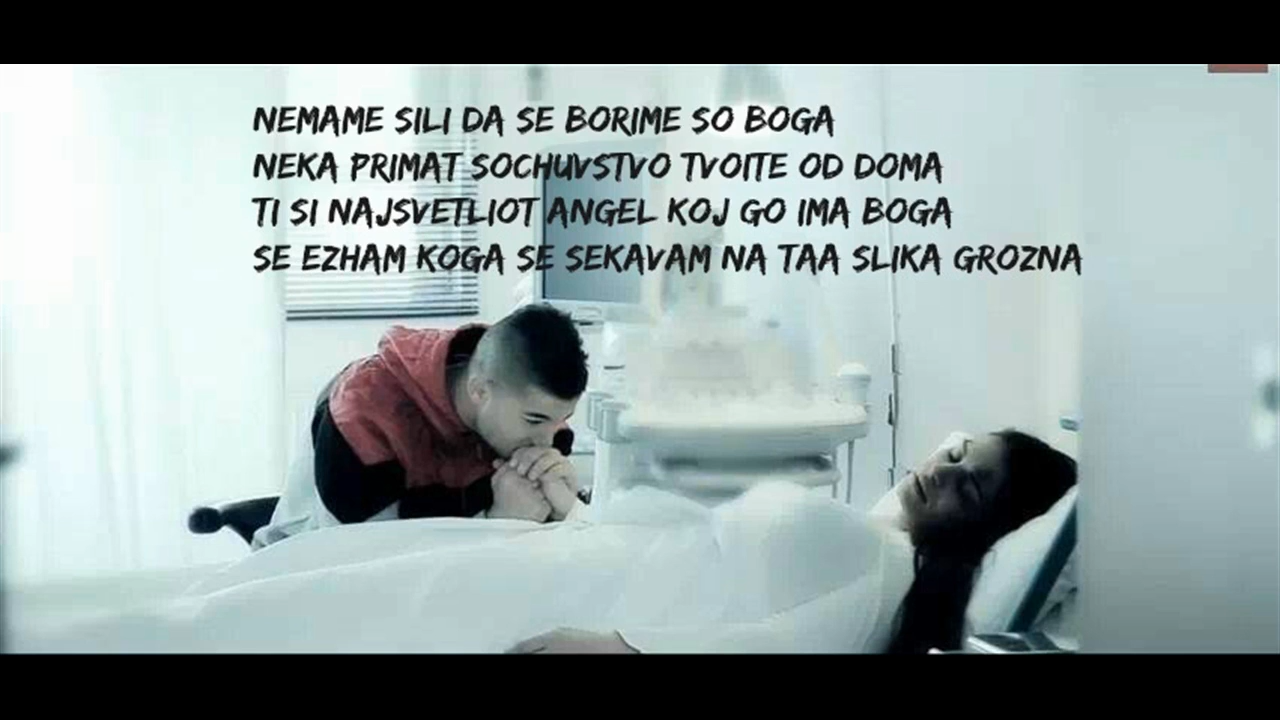 NEMAME SILI DA SE BORIME SO BOGA
NEKA PRIMAT SOCHUVSTVO TVOITE OD DOMA
TI SI NAJSVETLIOT ANGEL KOJ GO IMA BOGA
SE EZHAM KOGA SE SEKAVAM NA TAA SLIKA GROZNA